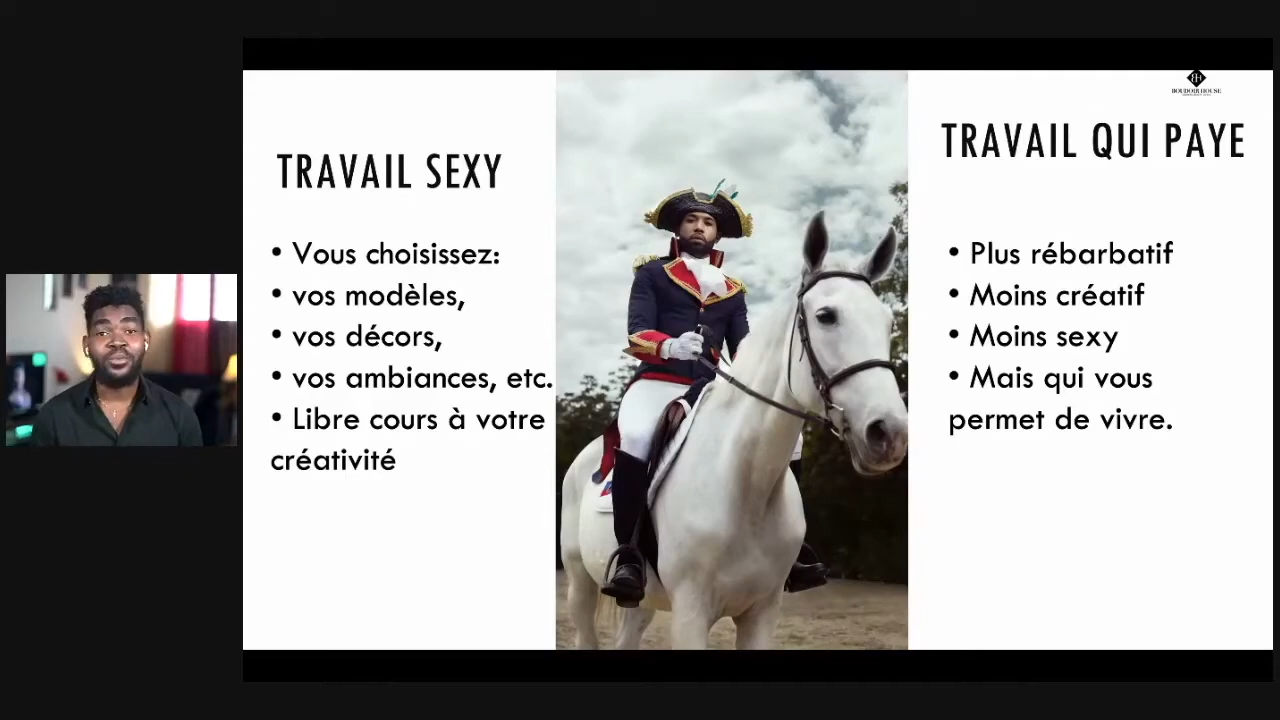 TRAVAIL SEXY
• Vous choisissez:
• vos modèles,
• vos décors,
• vos ambiances, etc.
• Libre cours à votre
créativité
BH
BOUDOIR HOUSE
TRAVAIL QUI PAYE
• Plus rébarbatif
• Moins créatif
• Moins sexy
• Mais qui vous
permet de vivre.